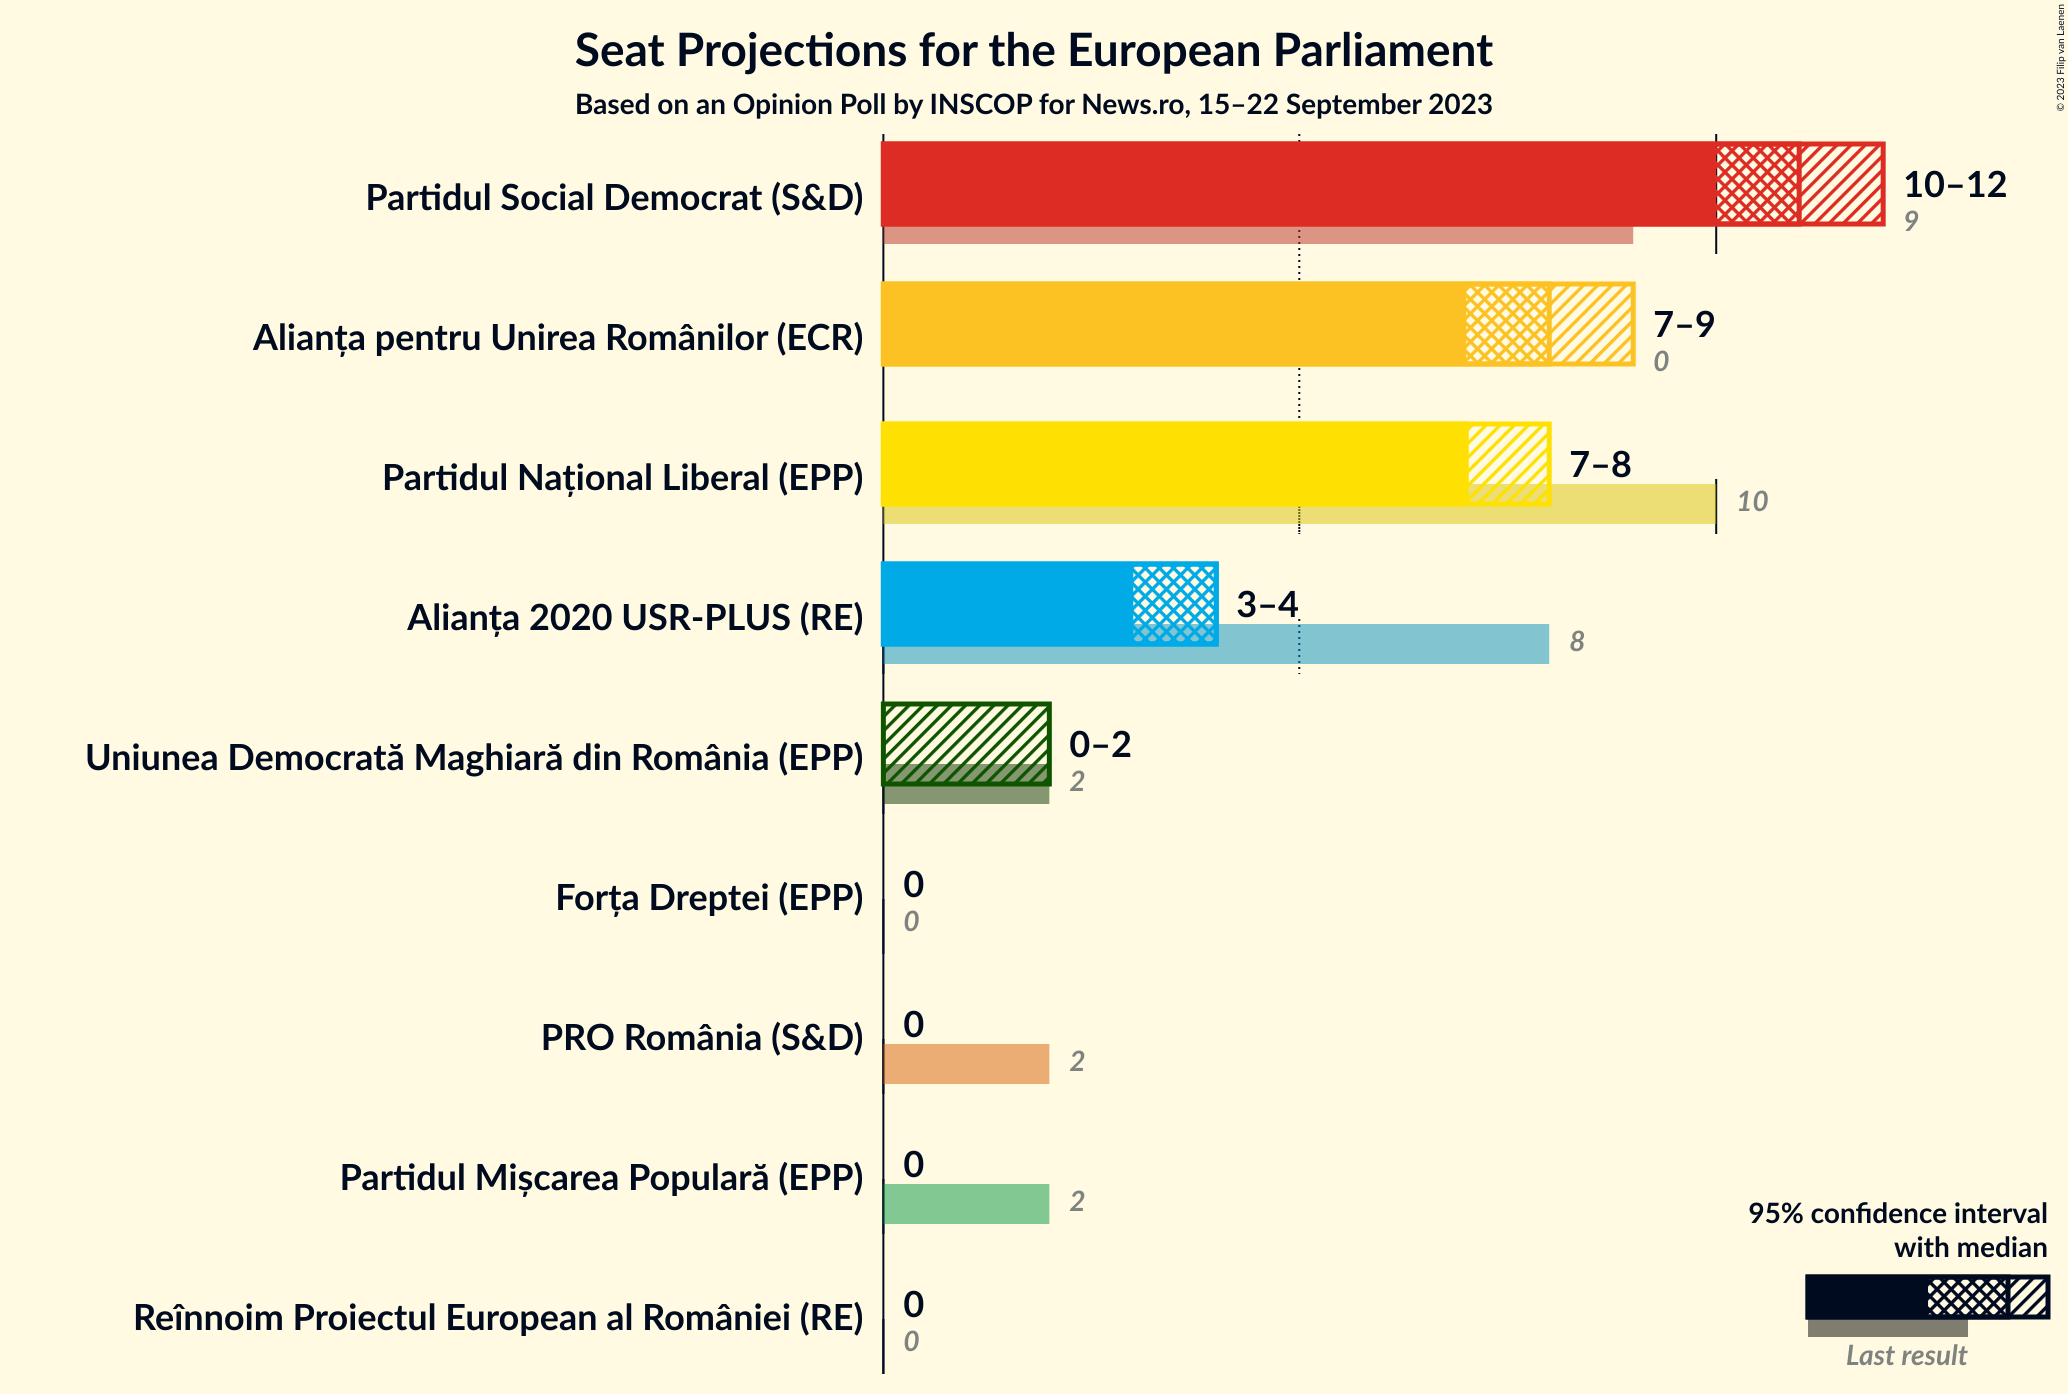 Seat Projections for the European Parliament
Based on an Opinion Poll by INSCOP for News.ro, 15–22 September 2023
© 2023 Filip van Laenen
Partidul Social Democrat (S&D)
10–12
9
Alianța pentru Unirea Românilor (ECR)
7–9
0
Partidul Național Liberal (EPP)
7–8
10
Alianța 2020 USR-PLUS (RE)
3–4
8
Uniunea Democrată Maghiară din România (EPP)
0–2
2
Forța Dreptei (EPP)
0
0
PRO România (S&D)
0
2
Partidul Mișcarea Populară (EPP)
0
2
Reînnoim Proiectul European al României (RE)
0
0
95% confidence interval
with median
Last result